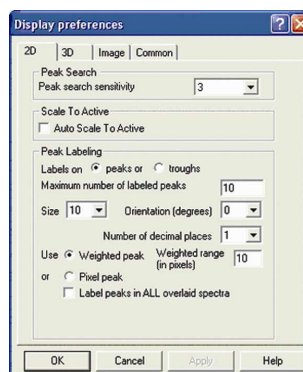 Display preferences
2D 3D Image Common
Peak Search
Peak search sensitivity 3
Scale To Active
Auto Scale To Active
Peak Labeling
Labels on peaks or troughs
Maximum number of labeled peaks 10
Size 10 Orientation (degrees) 0
Number of decimal places 1
Use Weighted peak Weighted range (in pixels) 10
or Pixel peak
Label peaks in ALL overlaid spectra
OK Cancel Apply Help